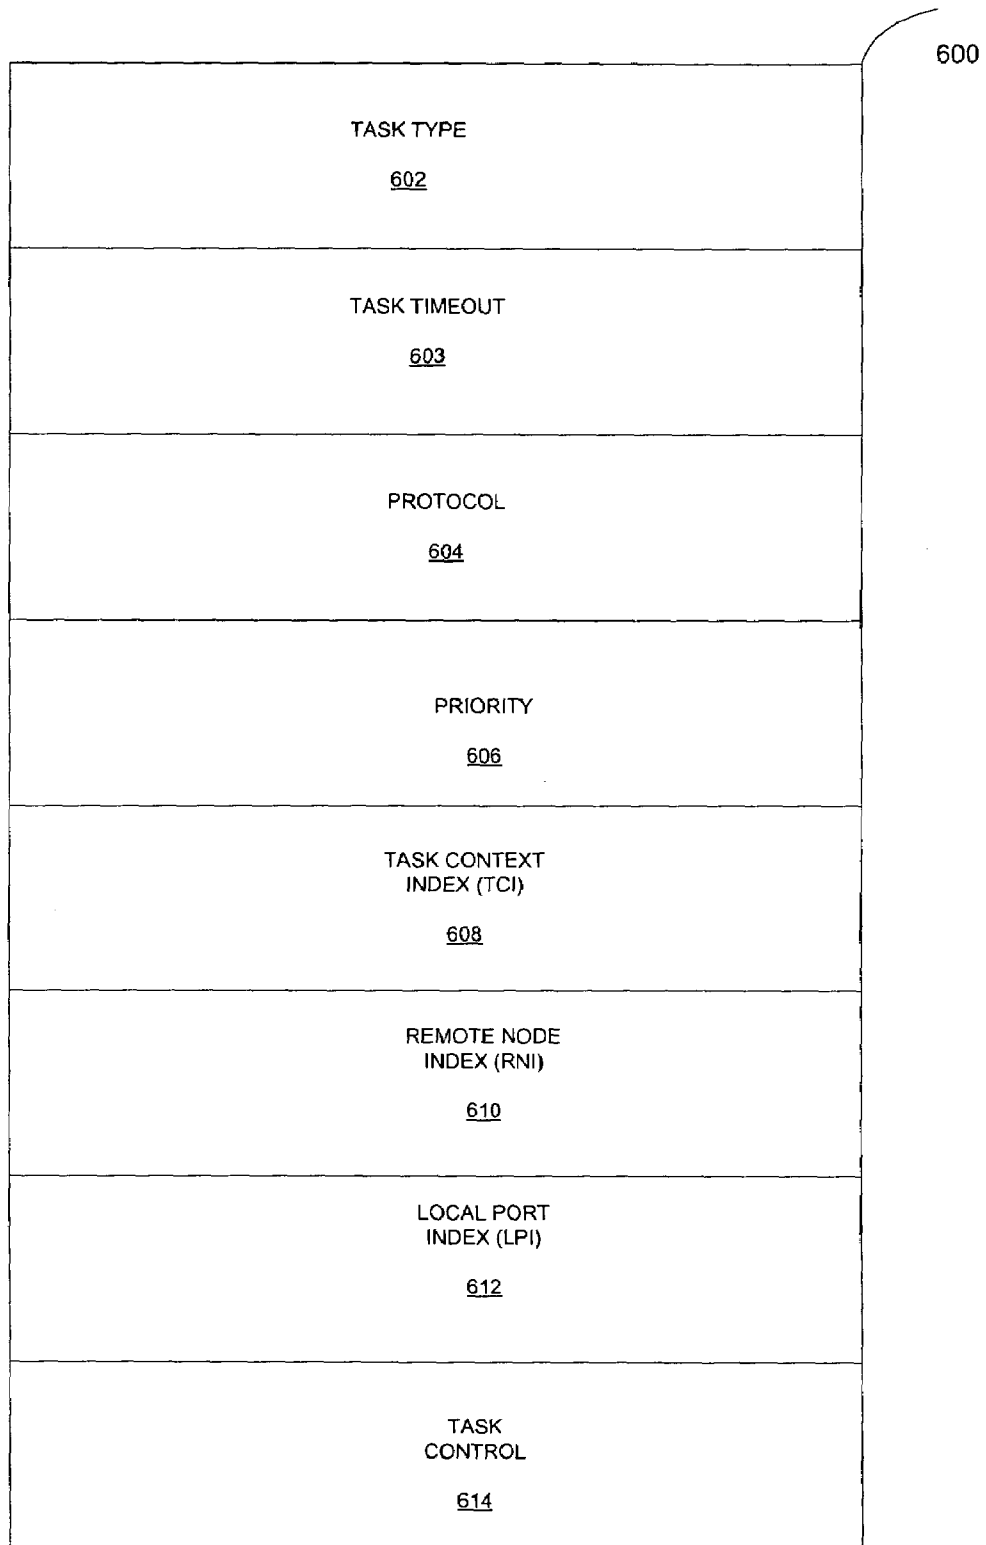 600
TASK TYPE
602
TASK TIMEOUT
603
PROTOCOL
604
PRIORITY
606
TASK CONTEXT
INDEX (TCI)
608
REMOTE NODE
INDEX (RNI)
610
LOCAL PORT
INDEX (LPI)
612
TASK
CONTROL
614